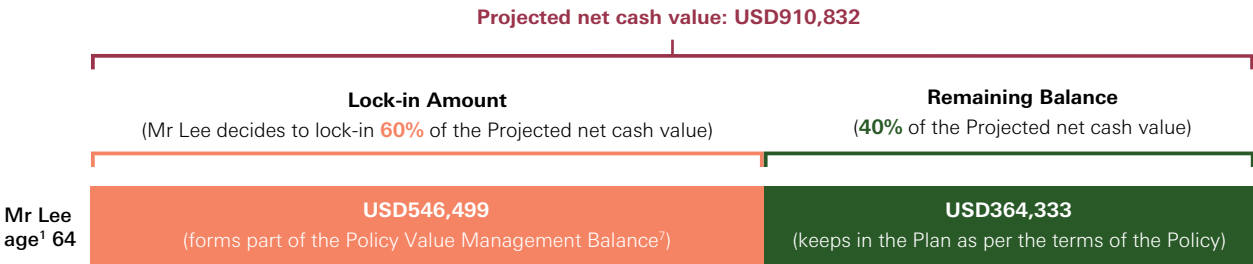 Projected net cash value: USD910,832
Lock-in Amount
(Mr Lee decides to lock-in 60% of the Projected net cash value)
Remaining Balance
(40% of the Projected net cash value)
Mr Lee
age¹ 64
USD546,499
(forms part of the Policy Value Management Balance⁷)
USD364,333
(keeps in the Plan as per the terms of the Policy)